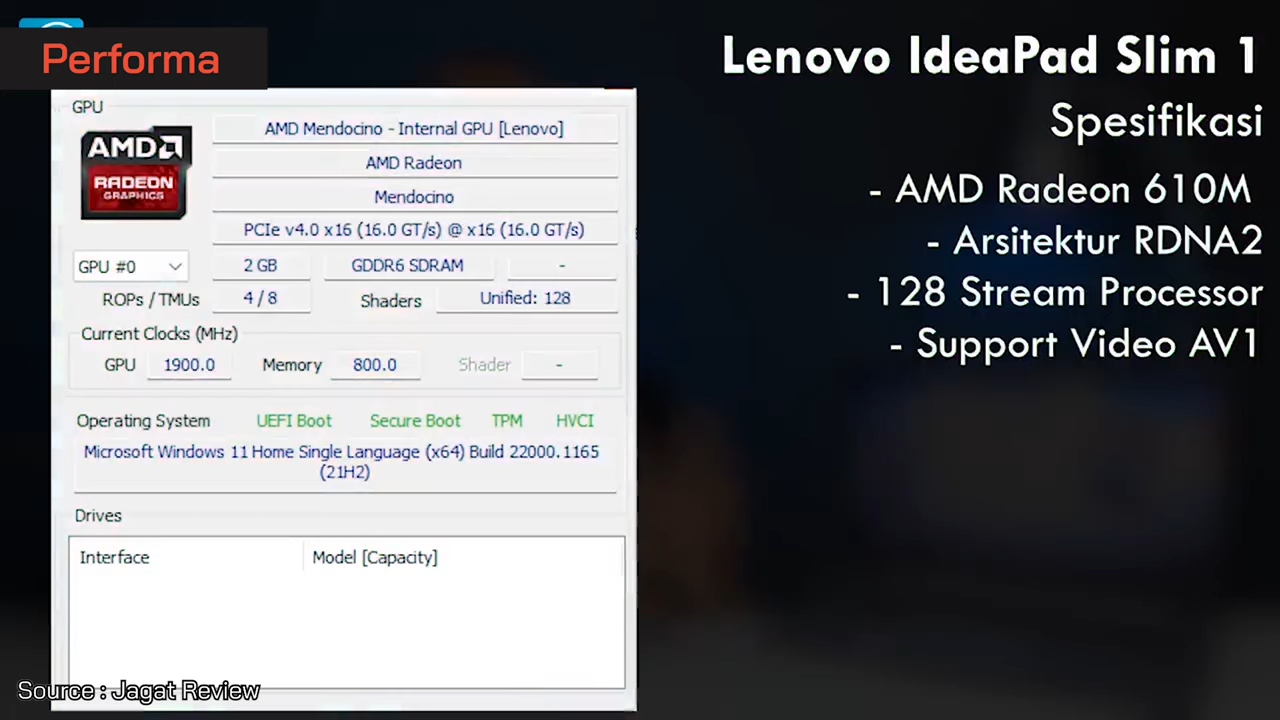 Performa
GPU
AMD
RADEON
GRAPHICS
AMD Mendocino - Internal GPU [Lenovo]
AMD Radeon
Mendocino
PCIe v4.0 x16 (16.0 GT/s) @ x16 (16.0 GT/s)
GPU #0
2 GB GDDR6 SDRAM -
ROPs / TMUs 4 / 8 Shaders Unified: 128
Current Clocks (MHz)
GPU 1900.0 Memory 800.0 Shader -
Operating System UEFI Boot Secure Boot TPM HVCI
Microsoft Windows 11 Home Single Language (x64) Build 22000.1165
(21H2)
Drives
Interface Model [Capacity]
Source : Jagat Review
Lenovo IdeaPad Slim 1
Spesifikasi
- AMD Radeon 610M
- Arsitektur RDNA2
- 128 Stream Processor
- Support Video AV1